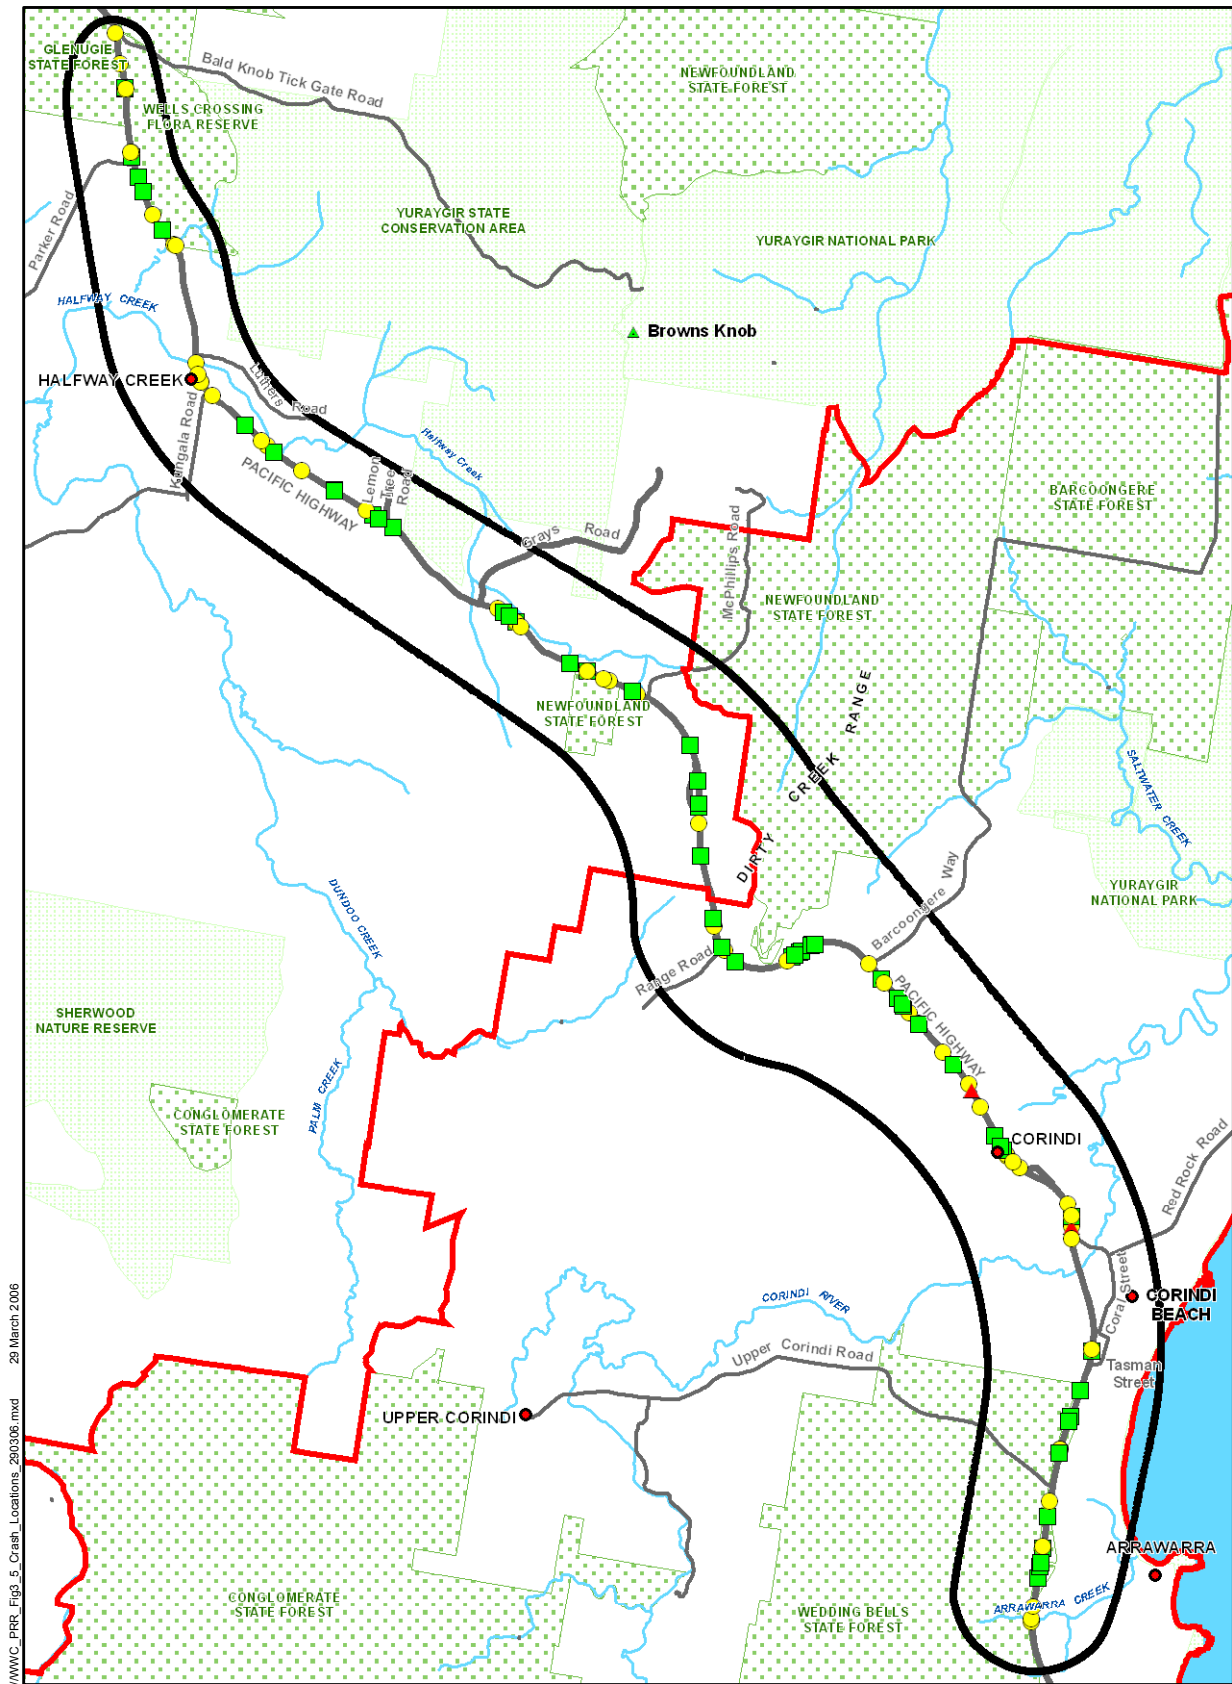 GLENUGIE
STATE FOREST
Bald Knob Tick Gate Road
WELLS CROSSING
FLORA RESERVE
NEWFOUNDLAND
STATE FOREST
Parker Road
YURAYGIR STATE
CONSERVATION AREA
YURAYGIR NATIONAL PARK
HALFWAY CREEK
Browns Knob
HALFWAY CREEK
Luthers Road
Kungala Road
Halfway Creek
PACIFIC HIGHWAY
Lemon
Tree
Road
BARCOONGERE
STATE FOREST
Grays Road
McPhillips Road
NEWFOUNDLAND
STATE FOREST
NEWFOUNDLAND
STATE FOREST
DIRTY CREEK RANGE
SALTWATER CREEK
Barcoongere Way
YURAYGIR
NATIONAL PARK
DUNDOO CREEK
Range Road
PACIFIC HIGHWAY
SHERWOOD
NATURE RESERVE
PALM CREEK
CONGLOMERATE
STATE FOREST
CORINDI
Red Rock Road
Coral Street
CORINDI
BEACH
CORINDI RIVER
Upper Corindi Road
Tasman
Street
UPPER CORINDI
ARRAWARRA
ARRAWARRA CREEK
CONGLOMERATE
STATE FOREST
WEDDING BELLS
STATE FOREST
/WWC_PRR_Fig3_5_Crash_Locations_290306.mxd 29 March 2006